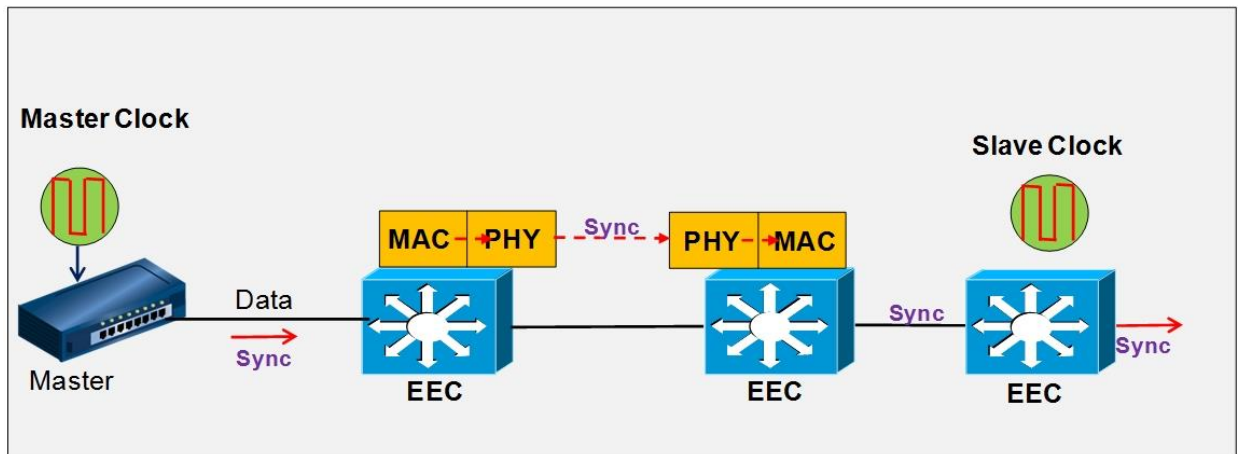 Master Clock
Slave Clock
MAC PHY
Sync
PHY MAC
Data
Sync
Master
EEC
EEC
Sync
EEC
Sync